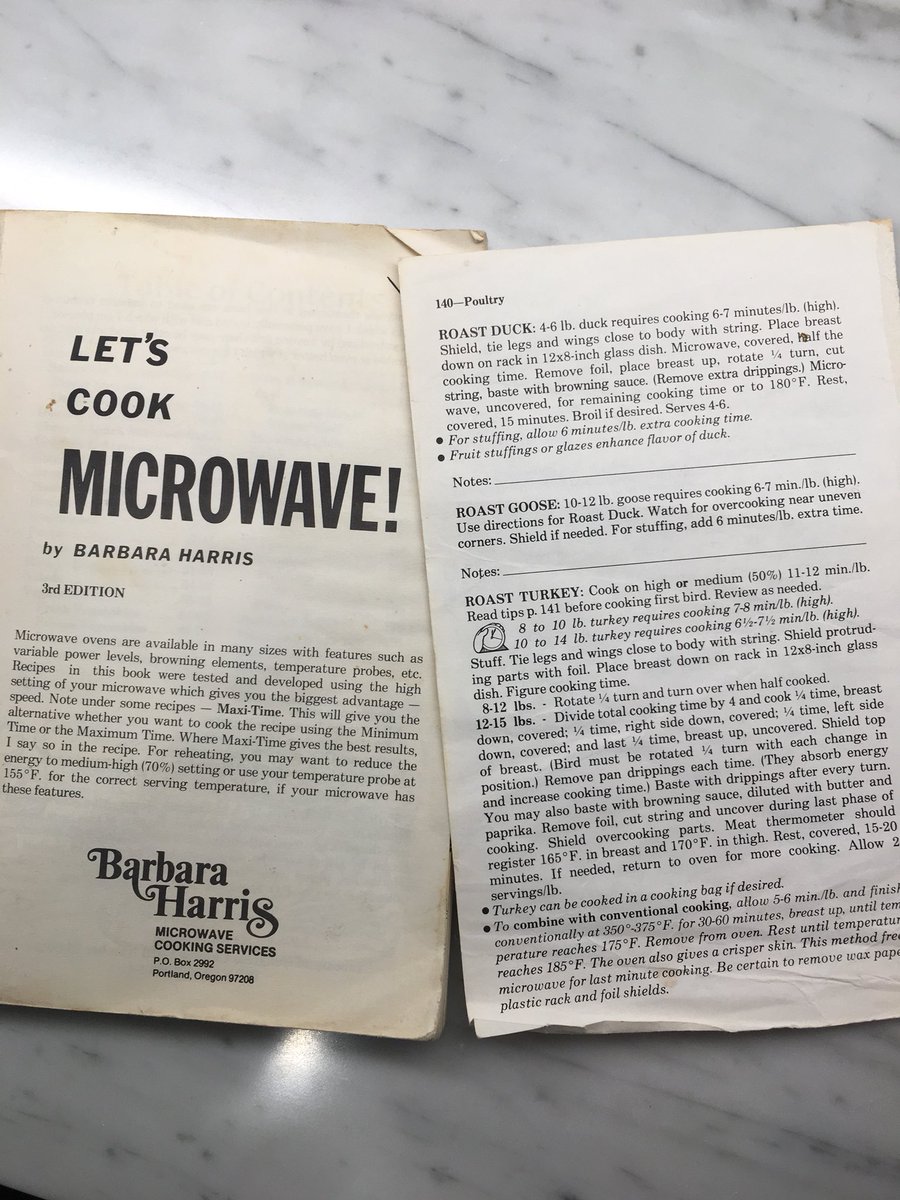 LET'S
COOK
MICROWAVE!
by BARBARA HARRIS
3rd EDITION
Microwave ovens are available in many sizes with features such as
variable power levels, browning elements, temperature probes, etc.
Recipes in this book were tested and developed using the high
setting of your microwave which gives you the biggest advantage —
speed. Note under some recipes — Maxi-Time. This will give you the
alternative whether you want to cook the recipe using the Minimum
Time or the Maximum Time. Where Maxi-Time gives the best results,
I say so in the recipe. For reheating, you may want to reduce the
energy to medium-high (70%) setting or use your temperature probe at
155°F. for the correct serving temperature, if your microwave has
these features.
Barbara
Harris
MICROWAVE
COOKING SERVICES
P.O. Box 2992
Portland, Oregon 97208
140—Poultry
ROAST DUCK: 4-6 lb. duck requires cooking 6-7 minutes/lb. (high).
Shield, tie legs and wings close to body with string. Place breast
down on rack in 12x8-inch glass dish. Microwave, covered, half the
cooking time. Remove foil, place breast up, rotate ¼ turn, cut
string, baste with browning sauce. (Remove extra drippings.) Micro-
wave, uncovered, for remaining cooking time or to 180°F. Rest,
covered, 15 minutes. Broil if desired. Serves 4-6.
• For stuffing, allow 6 minutes/lb. extra cooking time.
• Fruit stuffings or glazes enhance flavor of duck.
Notes:
ROAST GOOSE: 10-12 lb. goose requires cooking 6-7 min./lb. (high).
Use directions for Roast Duck. Watch for overcooking near uneven
corners. Shield if needed. For stuffing, add 6 minutes/lb. extra time.
Notes:
ROAST TURKEY: Cook on high or medium (50%) 11-12 min./lb.
Read tips p. 141 before cooking first bird. Review as needed.
8 to 10 lb. turkey requires cooking 7-8 min/lb. (high).
10 to 14 lb. turkey requires cooking 6½-7½ min/lb. (high).
Stuff. Tie legs and wings close to body with string. Shield protrud-
ing parts with foil. Place breast down on rack in 12x8-inch glass
dish. Figure cooking time.
8-12 lbs. - Rotate ¼ turn and turn over when half cooked.
12-15 lbs. - Divide total cooking time by 4 and cook ¼ time, breast
down, covered; ¼ time, right side down, covered; ¼ time, left side
down, covered; and last ¼ time, breast up, uncovered. Shield top
of breast. (Bird must be rotated ¼ turn with each change in
position.) Remove pan drippings each time. (They absorb energy
and increase cooking time.) Baste with drippings after every turn.
You may also baste with browning sauce, diluted with butter and
paprika. Remove foil, cut string and uncover during last phase of
cooking. Shield overcooking parts. Meat thermometer should
register 165°F. in breast and 170°F. in thigh. Rest, covered, 15-20
minutes. If needed, return to oven for more cooking. Allow 2
servings/lb.
• Turkey can be cooked in a cooking bag if desired.
• To combine with conventional cooking, allow 5-6 min./lb. and finish
conventionally at 350°-375°F. for 30-60 minutes, breast up, until tem
perature reaches 175°F. Remove from oven. Rest until temperatur
reaches 185°F. The oven also gives a crisper skin. This method free
microwave for last minute cooking. Be certain to remove wax pape
plastic rack and foil shields.